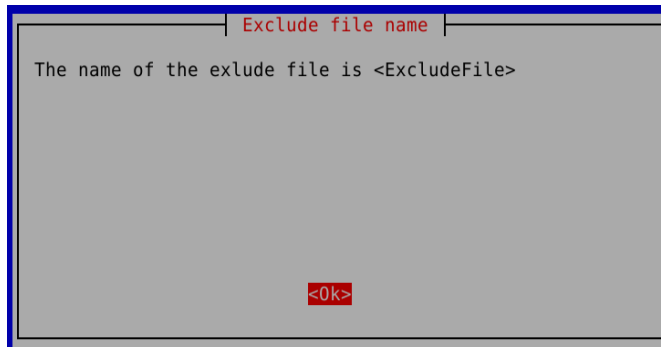 Exclude file name
The name of the exlude file is <ExcludeFile>
<Ok>